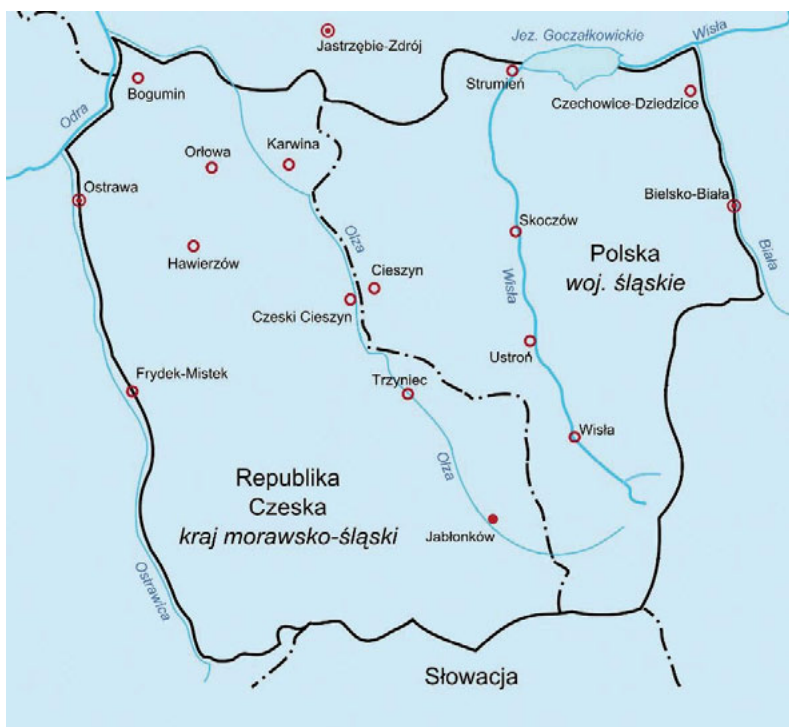 Jastrzębie-Zdrój
Jez. Goczałkowickie
Wisła
Strumień
Bogumin
Czechowice-Dziedzice
Odra
Orłowa
Karwina
Ostrawa
Bielsko-Biała
Skoczów
Olza
Hawierzów
Polska
woj. śląskie
Biała
Cieszyn
Wisła
Czeski Cieszyn
Ustroń
Frydek-Mistek
Trzyniec
Wisła
Olza
Republika
Czeska
kraj morawsko-śląski
Jabłonków
Ostrawica
Słowacja